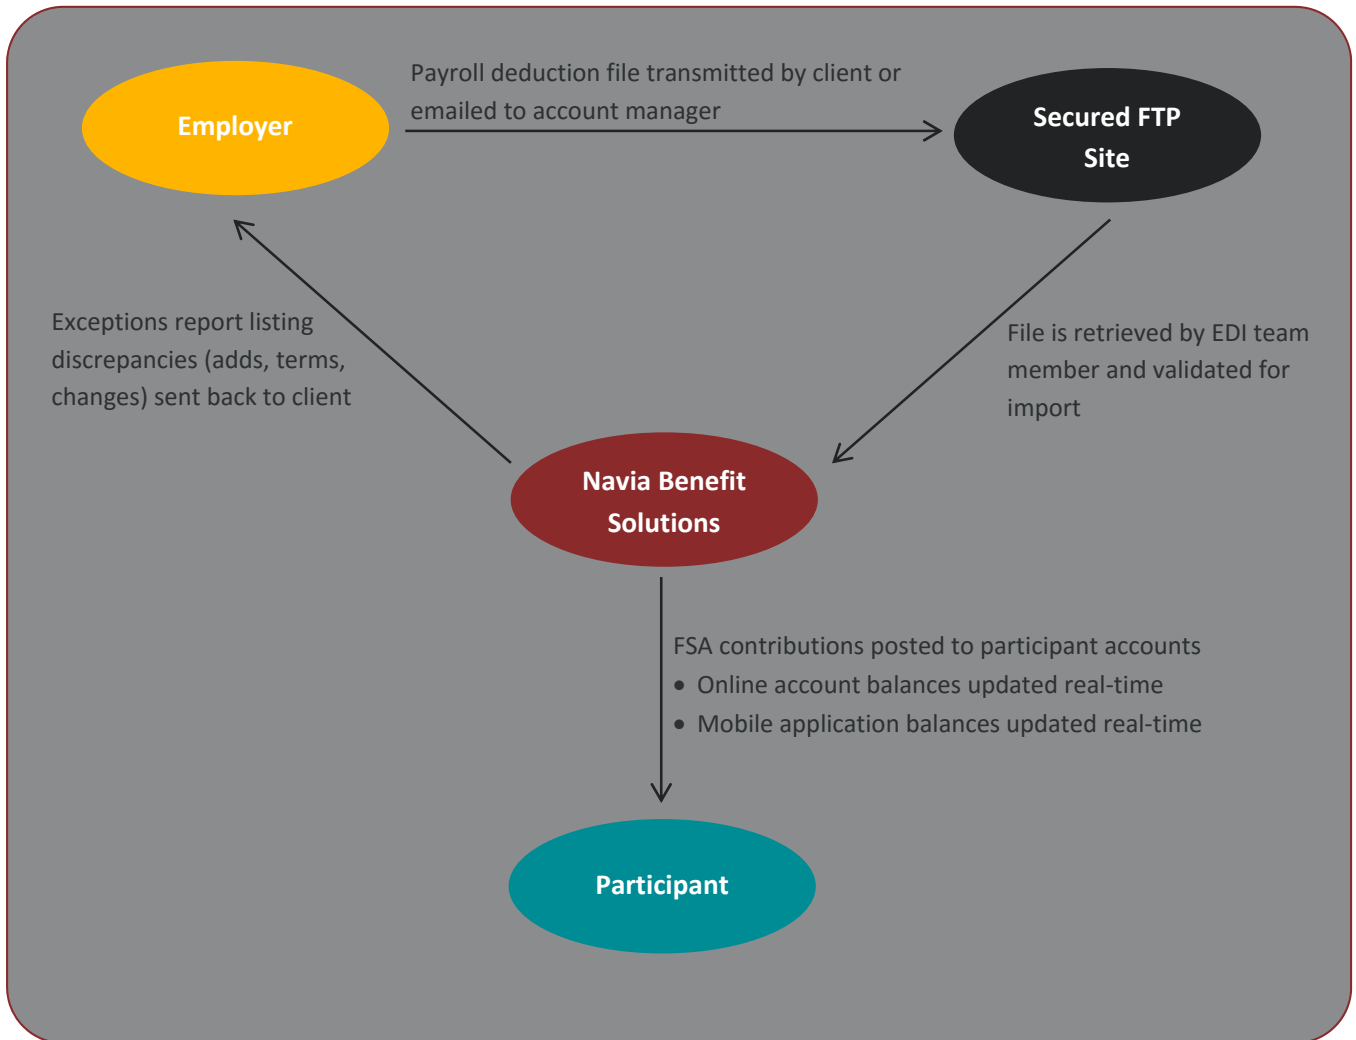 Payroll deduction file transmitted by client or
emailed to account manager
Employer
Secured FTP
Site
Exceptions report listing
discrepancies (adds, terms,
changes) sent back to client
File is retrieved by EDI team
member and validated for
import
Navia Benefit
Solutions
FSA contributions posted to participant accounts
• Online account balances updated real-time
• Mobile application balances updated real-time
Participant